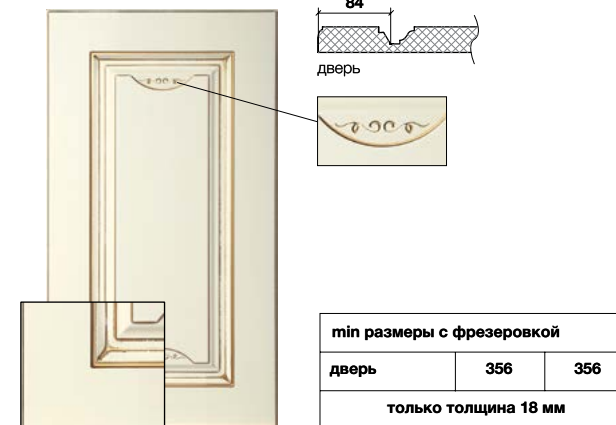 84
дверь
min размеры с фрезеровкой
дверь 356 356
только толщина 18 мм